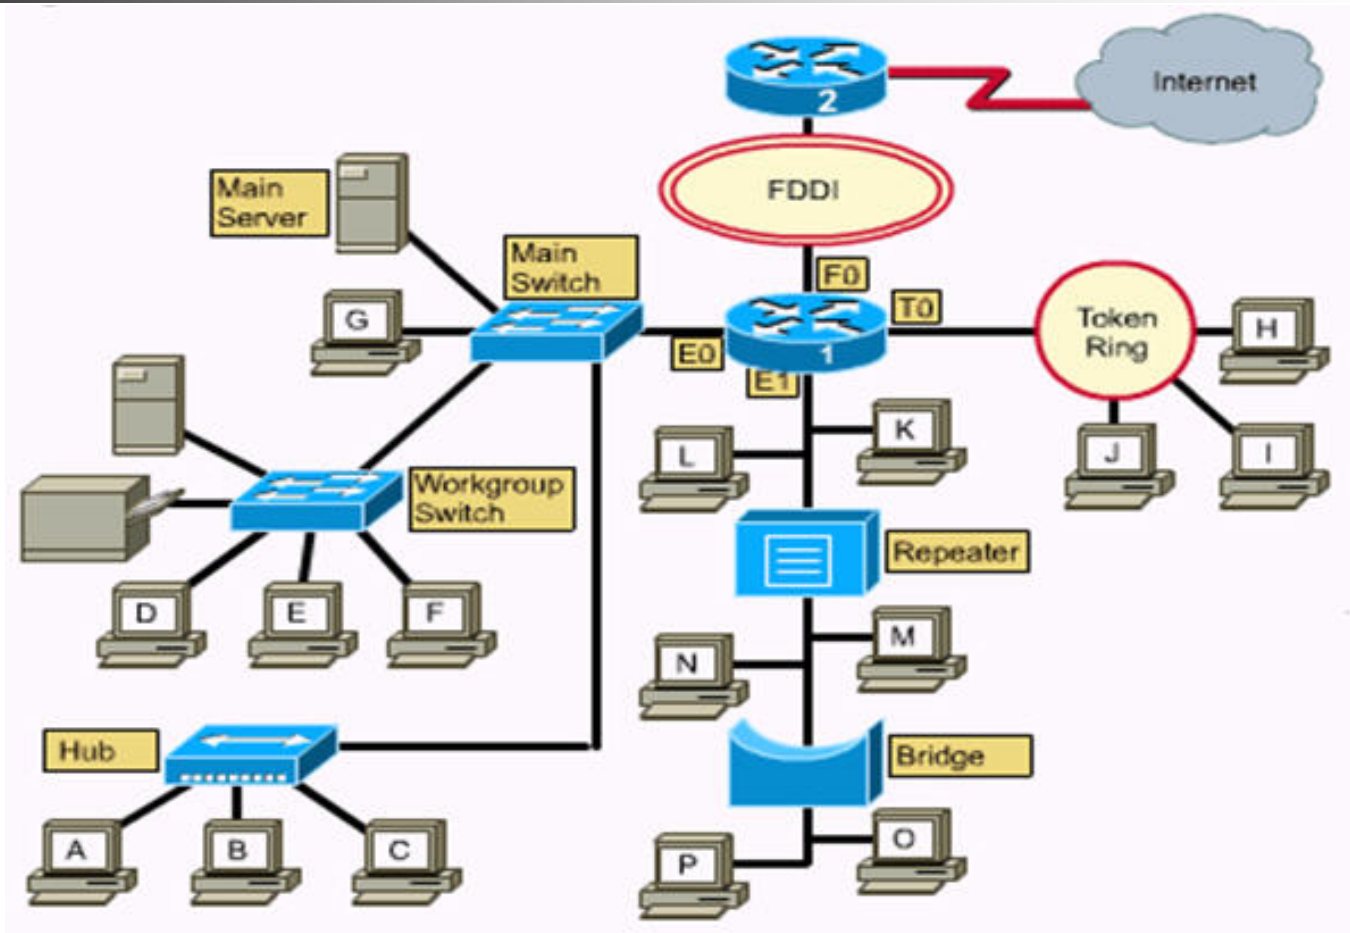 2
Internet
FDDI
Main
Server
Main
Switch
F0
T0
G
E0
1
E1
Token
Ring
H
L
K
J
I
Workgroup
Switch
Repeater
D
E
F
N
M
Hub
Bridge
A
B
C
P
O